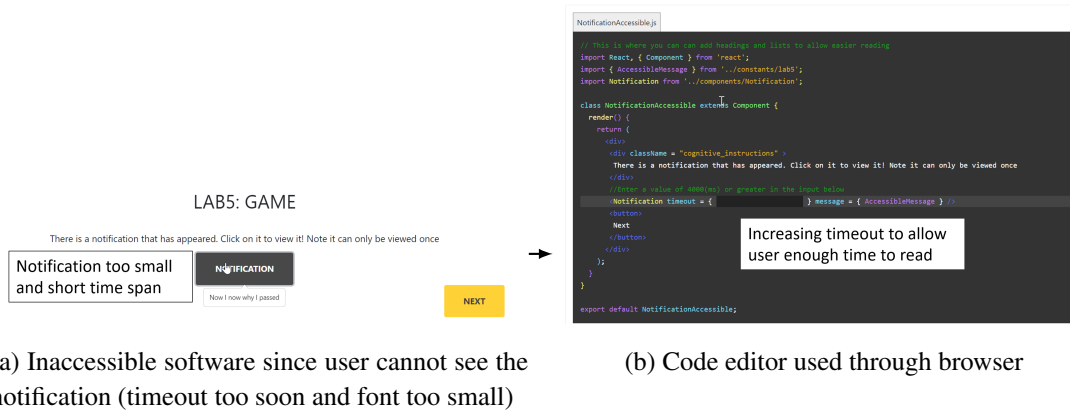 LAB5: GAME
There is a notification that has appeared. Click on it to view it! Note it can only be viewed once
Notification too small
and short time span
NOTIFICATION
Now I now why I passed
NEXT
a) Inaccessible software since user cannot see the
notification (timeout too soon and font too small)
NotificationAccessible.js
// This is where you can can add headings and lists to allow easier reading
import React, { Component } from 'react';
import { AccessibleMessage } from '../constants/lab5';
import Notification from '../components/Notification';
class NotificationAccessible extends Component {
render() {
return (
<div>
<div className = "cognitive_instructions" >
There is a notification that has appeared. Click on it to view it! Note it can only be viewed once
</div>
//Enter a value of 4000(ms) or greater in the input below
<Notification timeout = { } message = { AccessibleMessage } />
<button>
Next
</button>
</div>
);
}
}
export default NotificationAccessible;
Increasing timeout to allow
user enough time to read
(b) Code editor used through browser